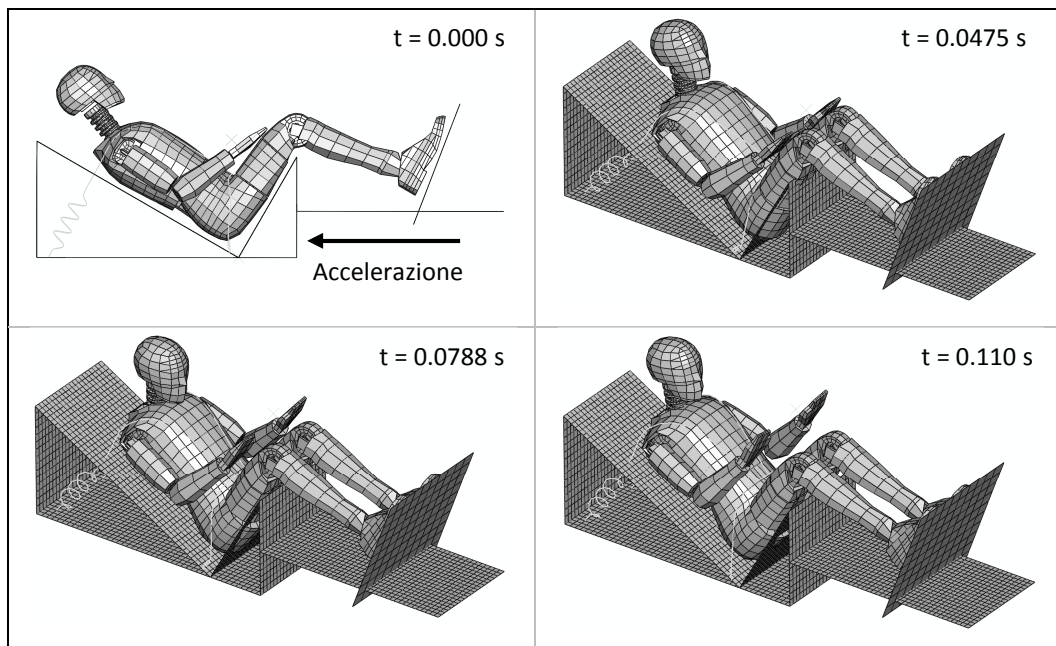 t = 0.000 s
t = 0.0475 s
Accelerazione
t = 0.0788 s
t = 0.110 s